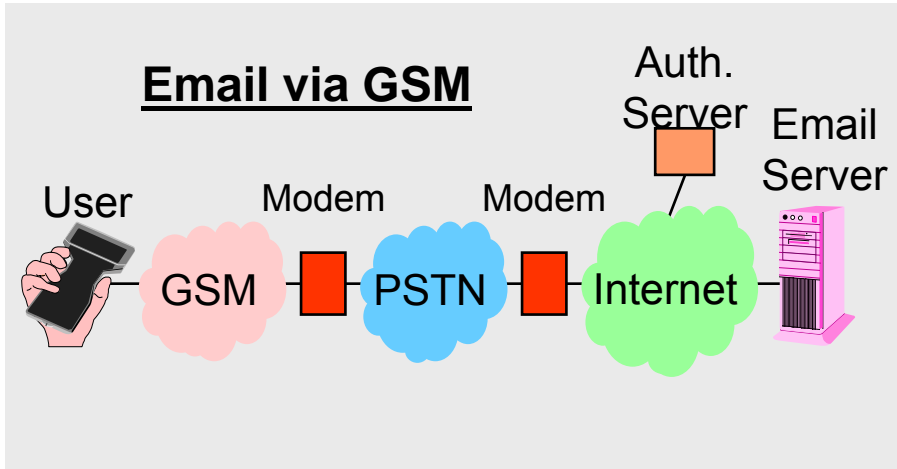 Email via GSM
Auth.
Server
Email
Server
User
Modem
Modem
GSM
PSTN
Internet